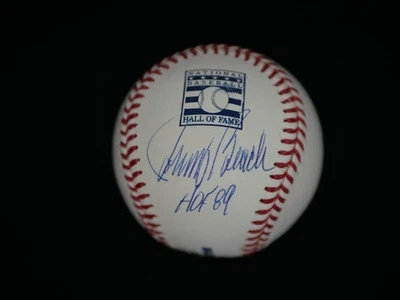 NATIONAL
BASEBALL
HALL OF FAME
Johnny Bench
HOF 89